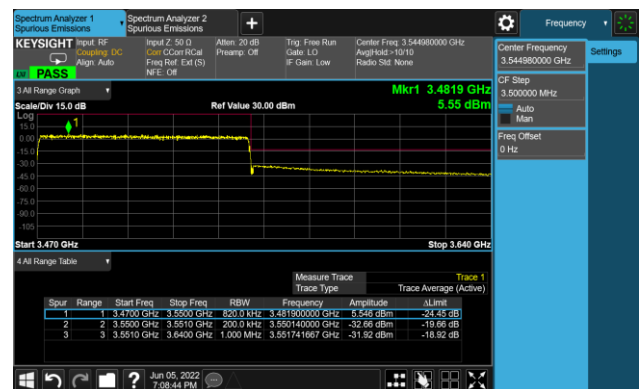 Spectrum Analyzer 1
Spurious Emissions
Spectrum Analyzer 2
Spurious Emissions
+
Frequency
KEYSIGHT
Input: RF
Coupling: DC
Align: Auto
Input Z: 50 Ω
Corr CCorr RCal
Freq Ref: Ext (S)
NFE: Off
Atten: 20 dB
Preamp: Off
Trig: Free Run
Gate: LO
IF Gain: Low
Center Freq: 3.544980000 GHz
Avg|Hold:>10/10
Radio Std: None
LXI PASS
Center Frequency
3.544980000 GHz
Settings
CF Step
3.500000 MHz
Auto
Man
Freq Offset
0 Hz
3 All Range Graph
Mkr1 3.4819 GHz
Scale/Div 15.0 dB
Ref Value 30.00 dBm
5.55 dBm
Log
15.0
1
0.00
-15.0
-30.0
-45.0
-60.0
-75.0
-90.0
-105
Start 3.470 GHz
Stop 3.640 GHz
4 All Range Table
Measure Trace Trace 1
Trace Type Trace Average (Active)
Spur Range Start Freq Stop Freq RBW Frequency Amplitude ΔLimit
1 1 3.4700 GHz 3.5500 GHz 820.0 kHz 3.481900000 GHz 5.546 dBm -24.45 dB
2 2 3.5500 GHz 3.5510 GHz 200.0 kHz 3.550140000 GHz -32.66 dBm -19.66 dB
3 3 3.5510 GHz 3.6400 GHz 1.000 MHz 3.551741667 GHz -31.92 dBm -18.92 dB
?
Jun 05, 2022
7:08:44 PM